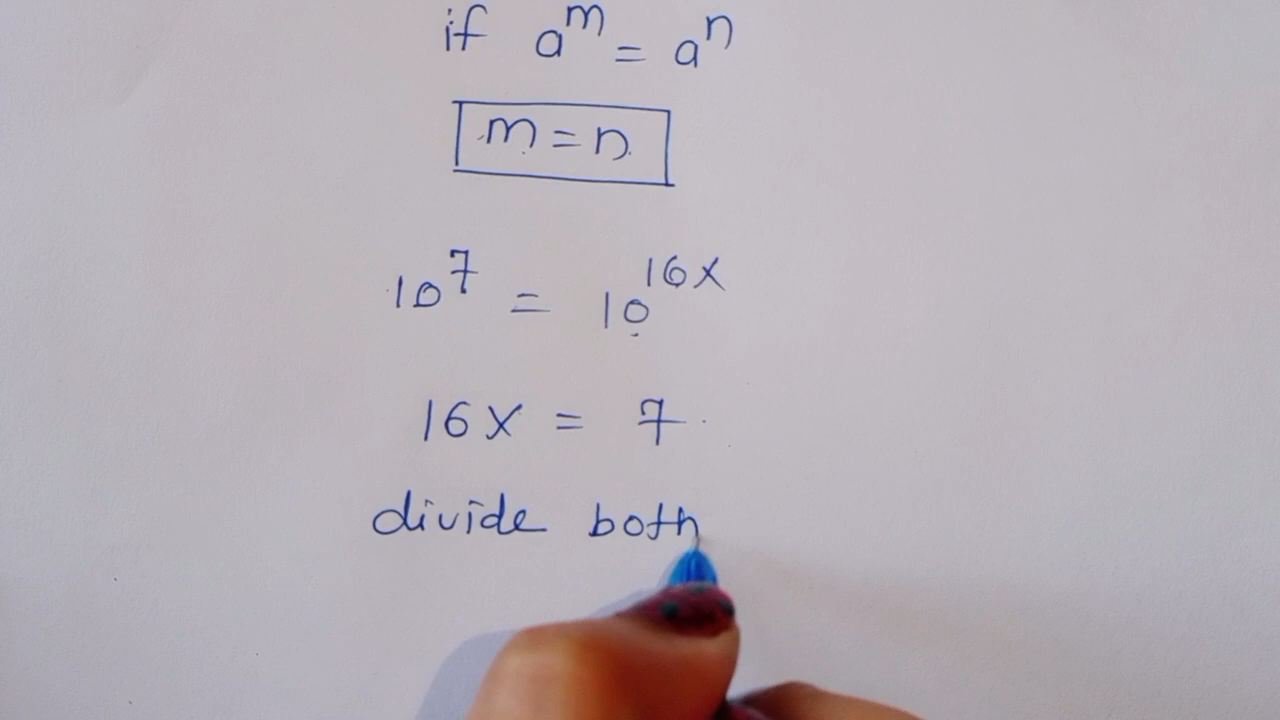 if a^m = a^n
m = n
10^7 = 10^16x
16x = 7
divide both